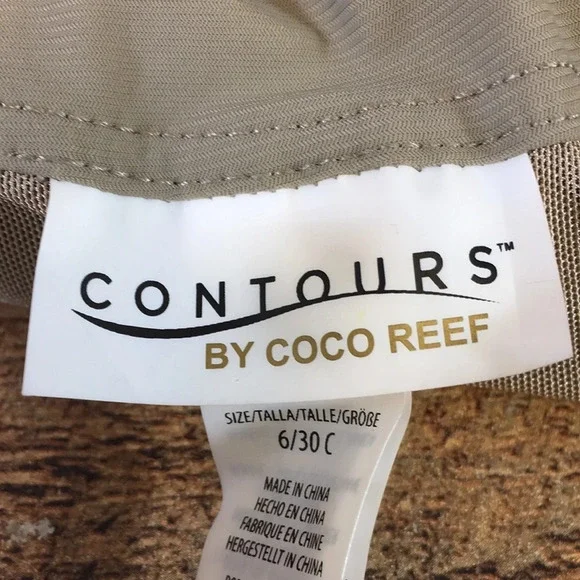 CONTOURS™
BY COCO REEF
SIZE/TALLA/TALLE/GRÖßE
6/30 C
MADE IN CHINA
HECHO EN CHINA
FABRIQUE EN CHINE
HERGESTELLT IN CHINA